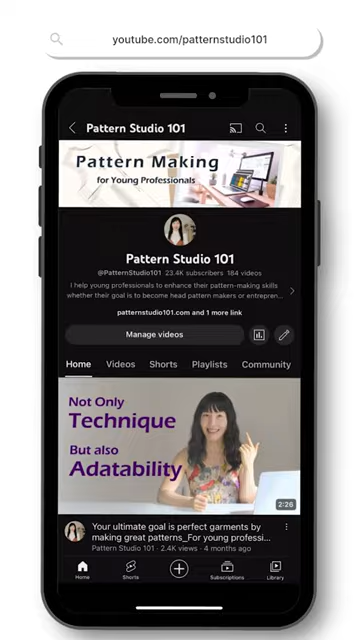 youtube.com/patternstudio101
Pattern Studio 101
Pattern Making
for Young Professionals
Pattern Studio 101
@PatternStudio101 23.4K subscribers 184 videos
I help young professionals to enhance their pattern-making skills
whether their goal is to become head pattern makers or entrepren...
patternstudio101.com and 1 more link
Manage videos
Home Videos Shorts Playlists Community
Not Only
Technique
But also
Adatability
2:26
Your ultimate goal is perfect garments by
making great patterns_For young professi...
Pattern Studio 101 · 2.4K views · 4 months ago
Home Shorts Subscriptions Library